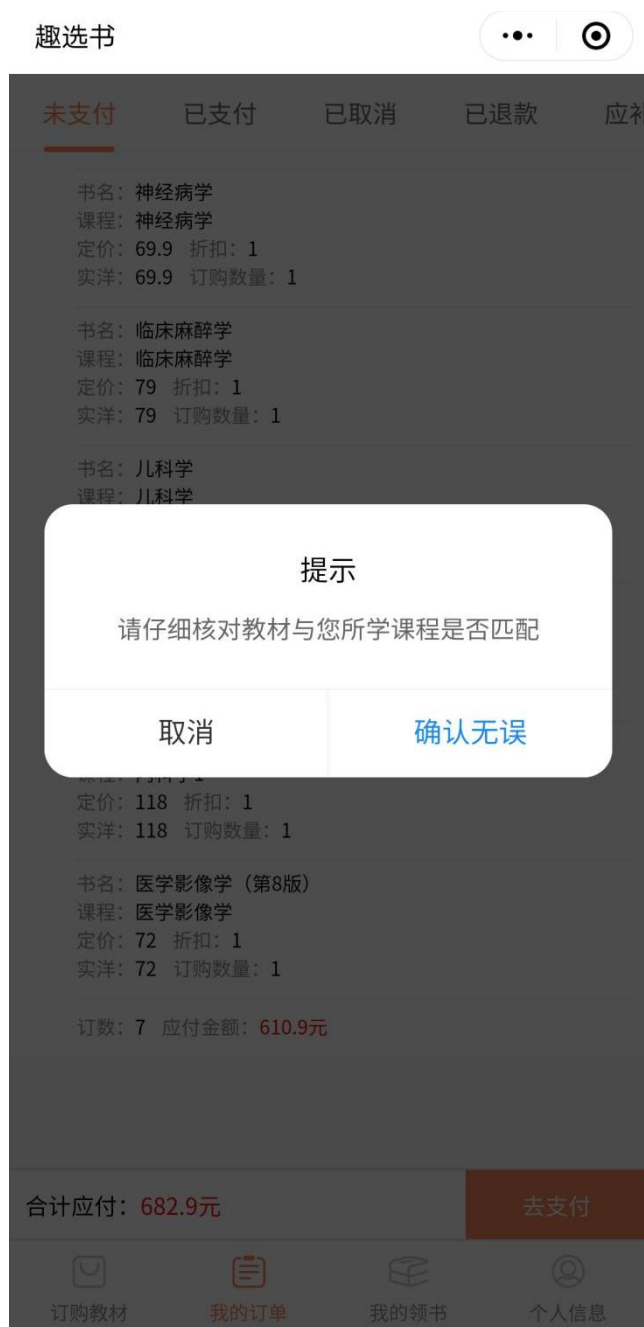 趣选书
未支付 已支付 已取消 已退款 应补
书名：神经病学
课程：神经病学
定价：69.9 折扣：1
实洋：69.9 订购数量：1
书名：临床麻醉学
课程：临床麻醉学
定价：79 折扣：1
实洋：79 订购数量：1
书名：儿科学
课程：儿科学
提示
请仔细核对教材与您所学课程是否匹配
取消 确认无误
定价：118 折扣：1
实洋：118 订购数量：1
书名：医学影像学（第8版）
课程：医学影像学
定价：72 折扣：1
实洋：72 订购数量：1
订数：7 应付金额：610.9元
合计应付：682.9元 去支付
订购教材 我的订单 我的领书 个人信息